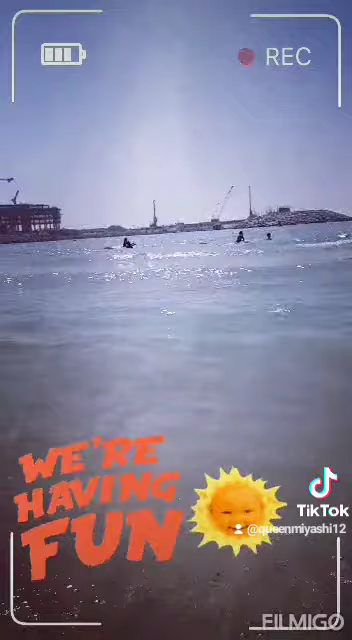 REC
WE'RE
HAVING
FUN
TikTok
@queenmiyashi12
FILMIGO